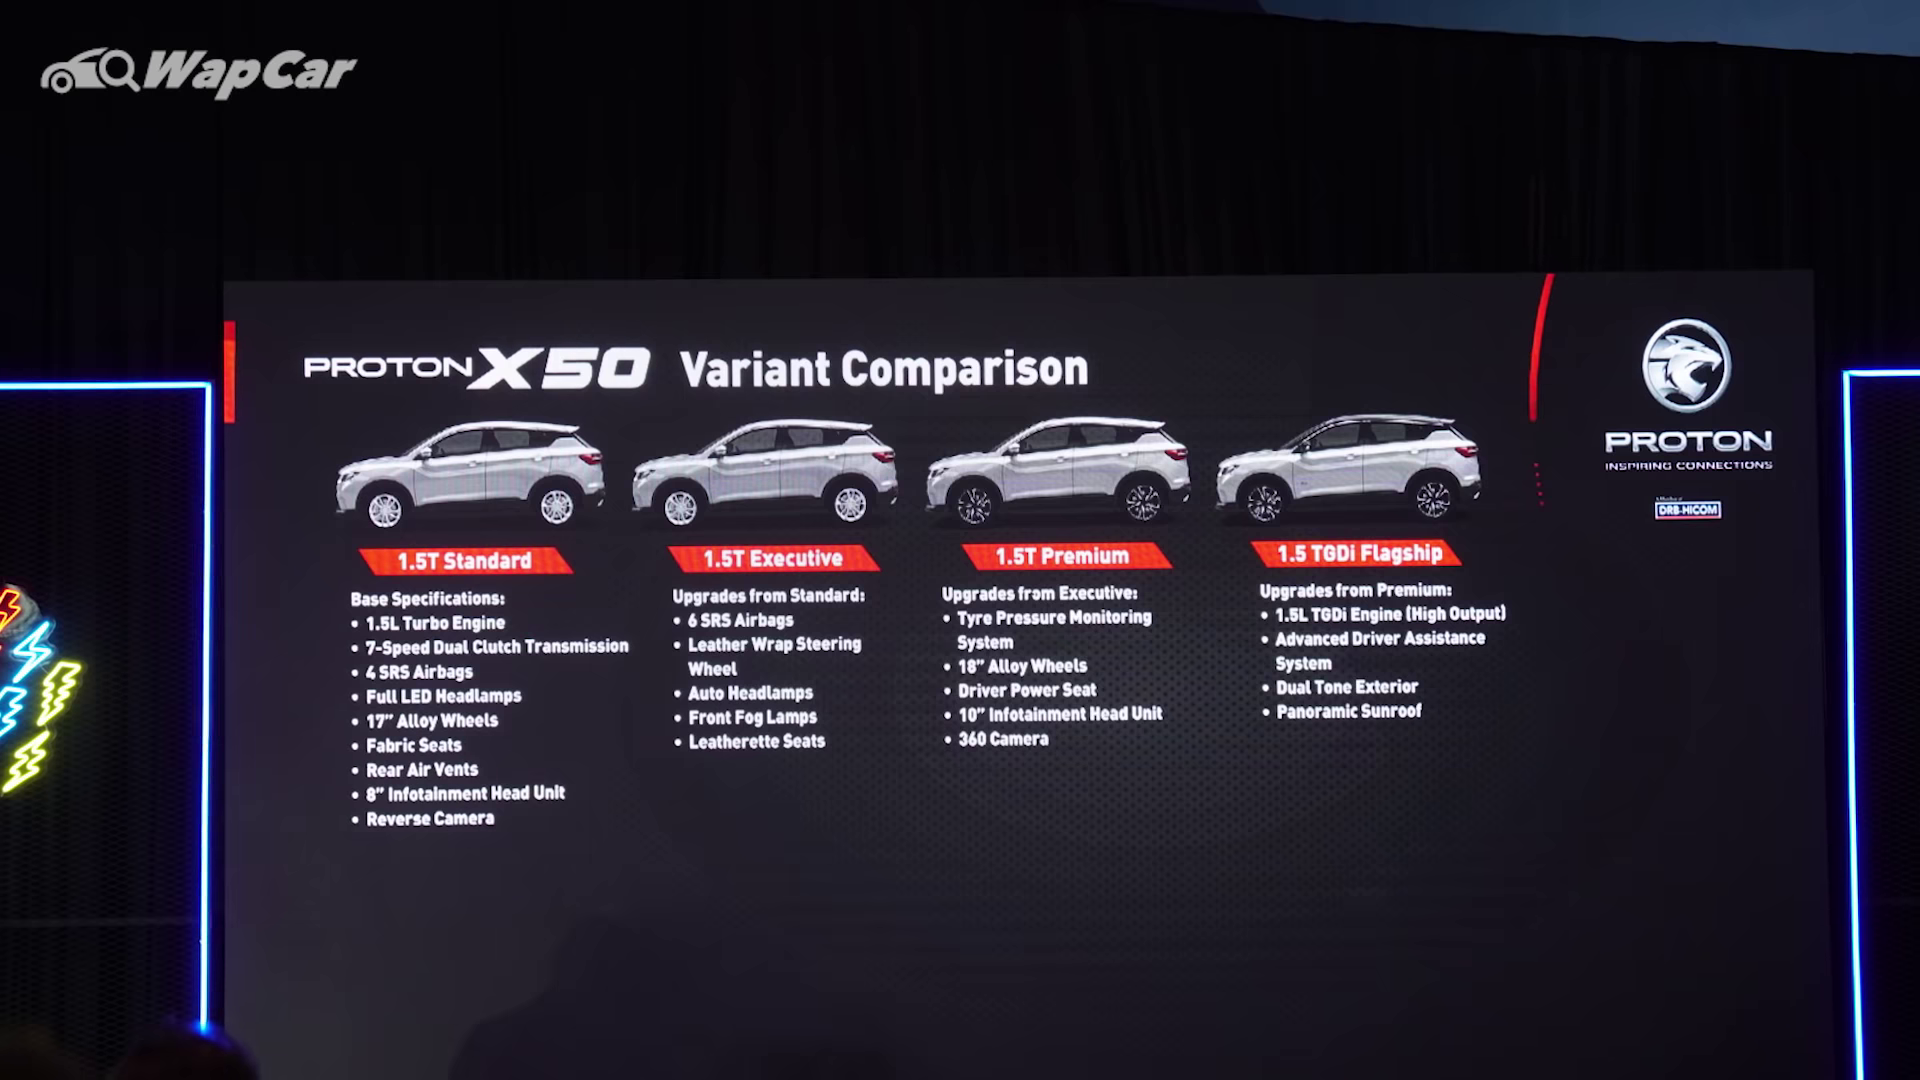 WapCar
PROTON X50 Variant Comparison
PROTON
INSPIRING CONNECTIONS
A Member of
DRB-HICOM
1.5T Standard
Base Specifications:
• 1.5L Turbo Engine
• 7-Speed Dual Clutch Transmission
• 4 SRS Airbags
• Full LED Headlamps
• 17” Alloy Wheels
• Fabric Seats
• Rear Air Vents
• 8” Infotainment Head Unit
• Reverse Camera
1.5T Executive
Upgrades from Standard:
• 6 SRS Airbags
• Leather Wrap Steering
Wheel
• Auto Headlamps
• Front Fog Lamps
• Leatherette Seats
1.5T Premium
Upgrades from Executive:
• Tyre Pressure Monitoring
System
• 18” Alloy Wheels
• Driver Power Seat
• 10” Infotainment Head Unit
• 360 Camera
1.5 TGDi Flagship
Upgrades from Premium:
• 1.5L TGDi Engine (High Output)
• Advanced Driver Assistance
System
• Dual Tone Exterior
• Panoramic Sunroof